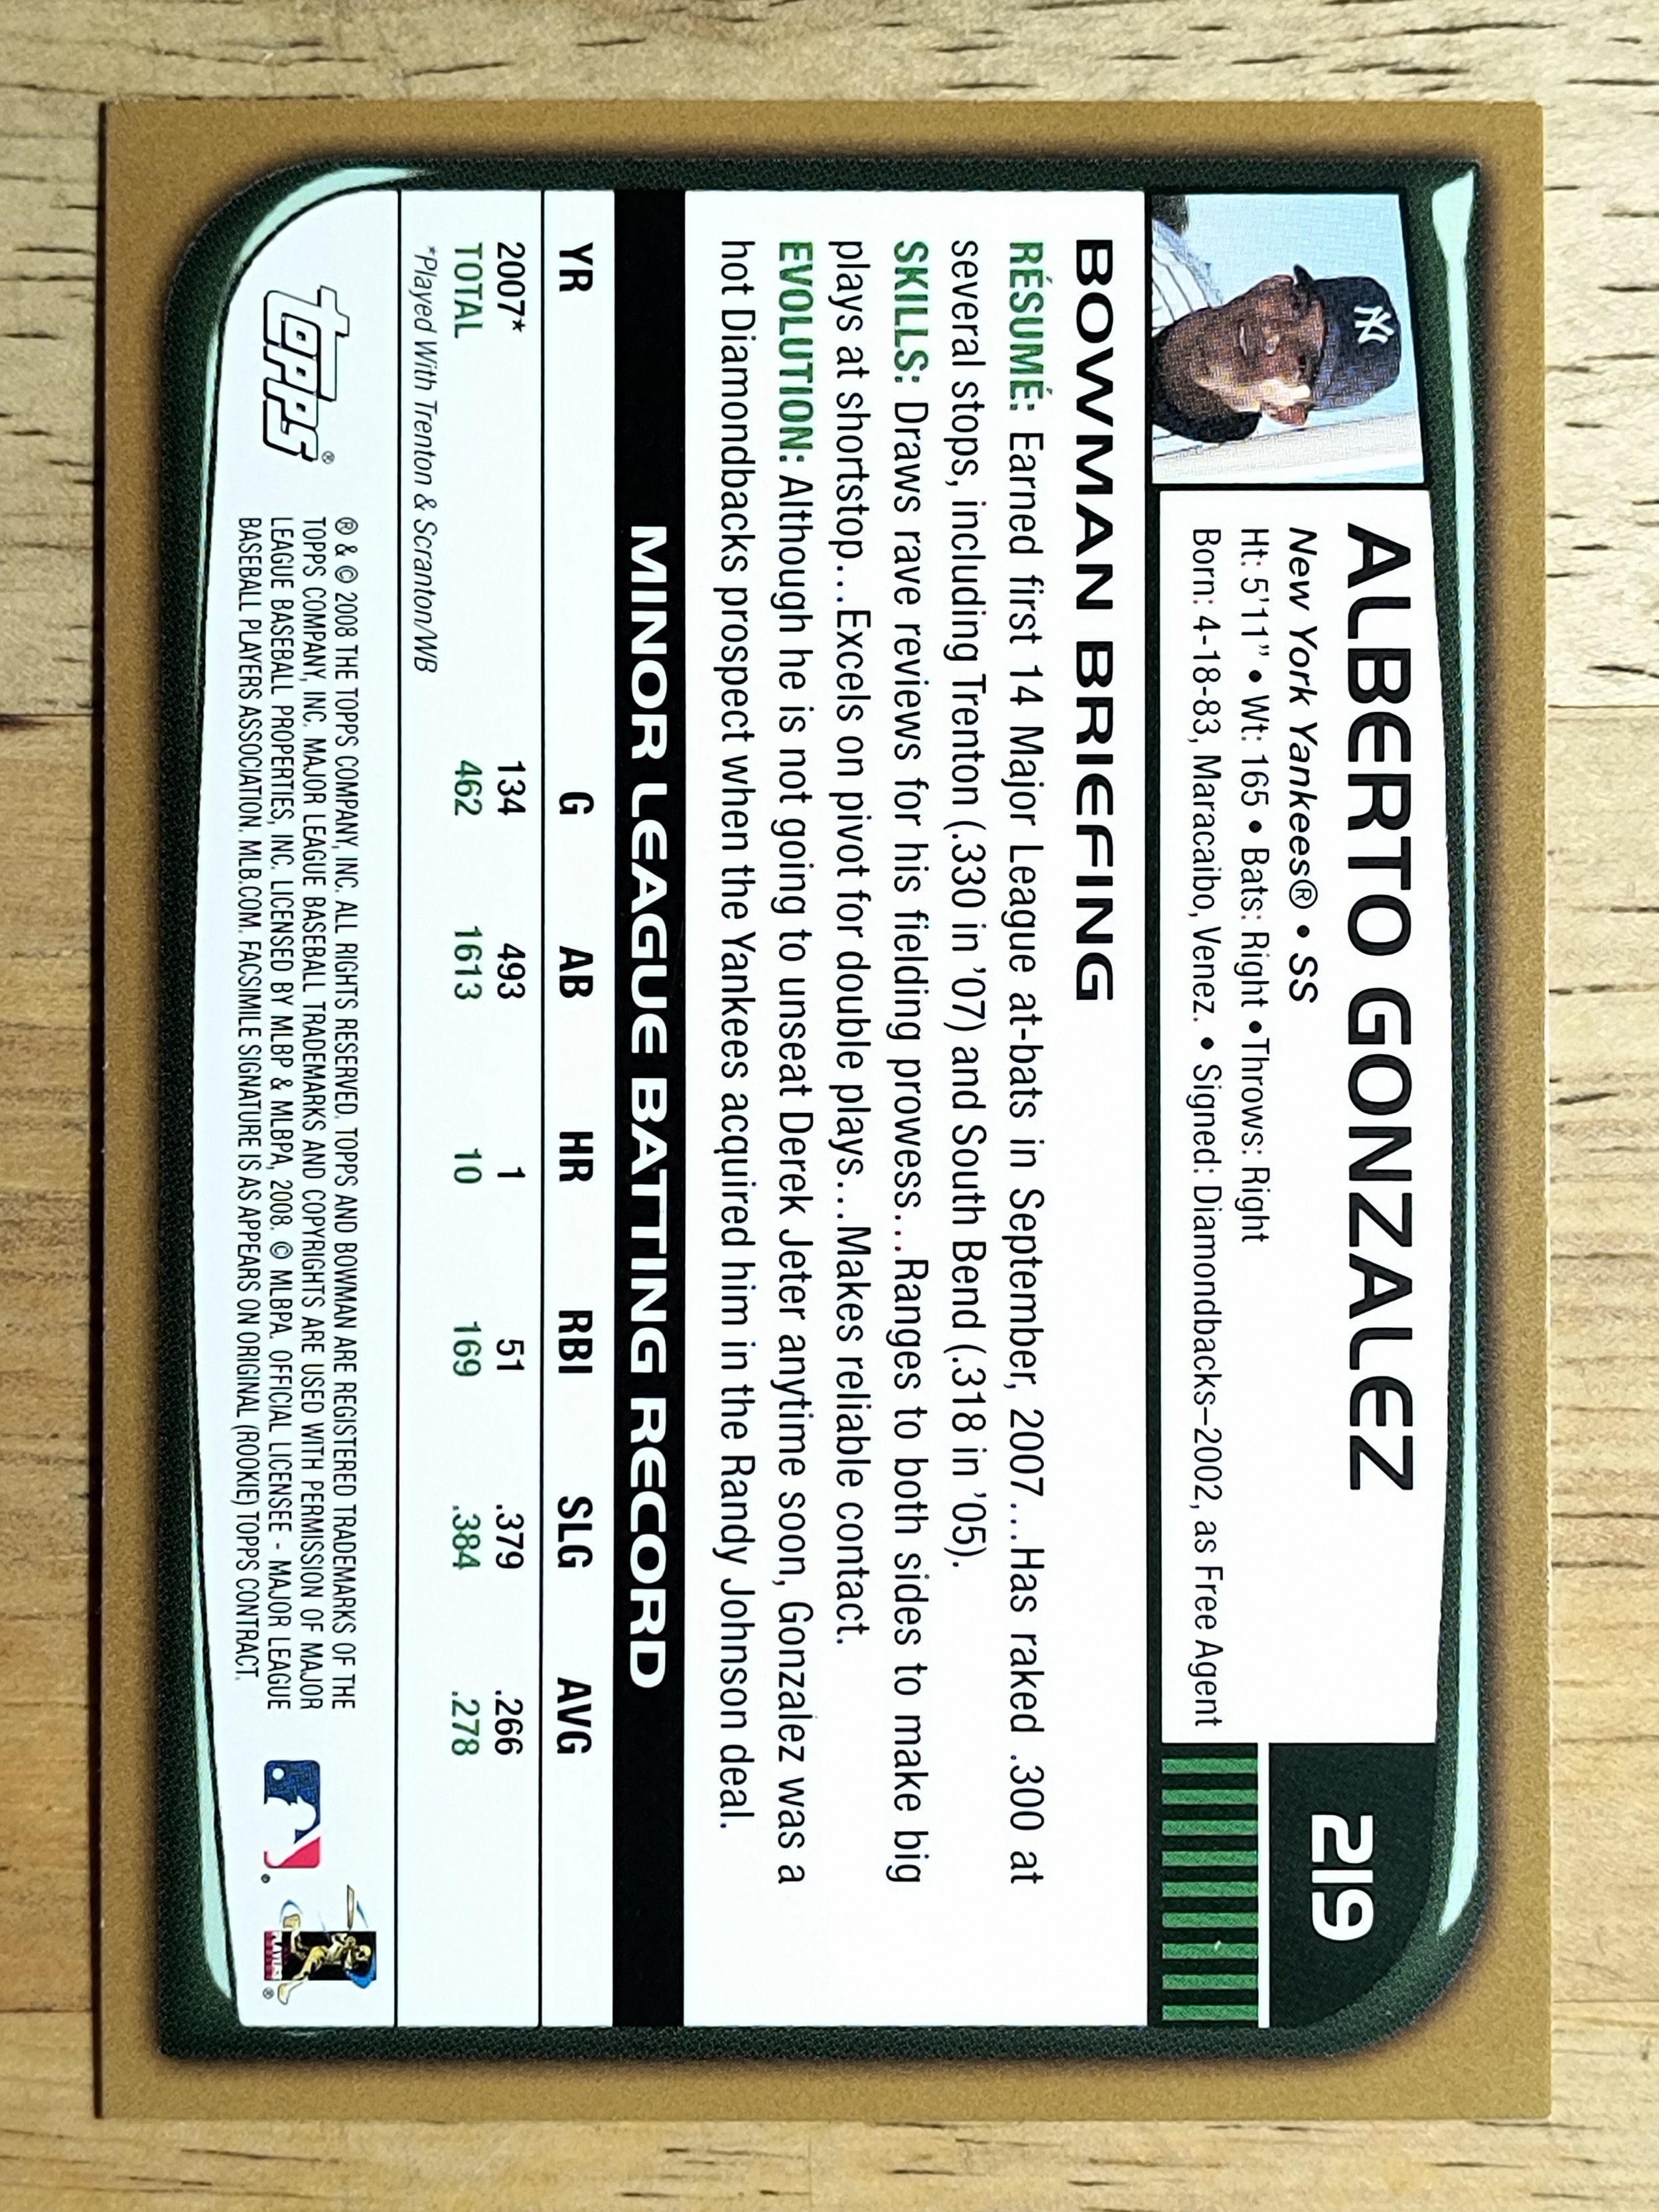 NY
ALBERTO GONZALEZ
219
New York Yankees® • SS
Ht: 5'11" • Wt: 165 • Bats: Right •Throws: Right
Born: 4-18-83, Maracaibo, Venez. • Signed: Diamondbacks–2002, as Free Agent
BOWMAN BRIEFING
RÉSUMÉ: Earned first 14 Major League at-bats in September, 2007...Has raked .300 at
several stops, including Trenton (.330 in '07) and South Bend (.318 in '05).
SKILLS: Draws rave reviews for his fielding prowess...Ranges to both sides to make big
plays at shortstop...Excels on pivot for double plays...Makes reliable contact.
EVOLUTION: Although he is not going to unseat Derek Jeter anytime soon, Gonzalez was a
hot Diamondbacks prospect when the Yankees acquired him in the Randy Johnson deal.
MINOR LEAGUE BATTING RECORD
YR G AB HR RBI SLG AVG
2007* 134 493 1 51 .379 .266
TOTAL 462 1613 10 169 .384 .278
*Played With Trenton & Scranton/WB
topps®
® & © 2008 THE TOPPS COMPANY, INC. ALL RIGHTS RESERVED. TOPPS AND BOWMAN ARE REGISTERED TRADEMARKS OF THE
TOPPS COMPANY, INC. MAJOR LEAGUE BASEBALL TRADEMARKS AND COPYRIGHTS ARE USED WITH PERMISSION OF MAJOR
LEAGUE BASEBALL PROPERTIES, INC. LICENSED BY MLBP & MLBPA, 2008. © MLBPA. OFFICIAL LICENSEE - MAJOR LEAGUE
BASEBALL PLAYERS ASSOCIATION. MLB.COM. FACSIMILE SIGNATURE IS AS APPEARS ON ORIGINAL (ROOKIE) TOPPS CONTRACT.